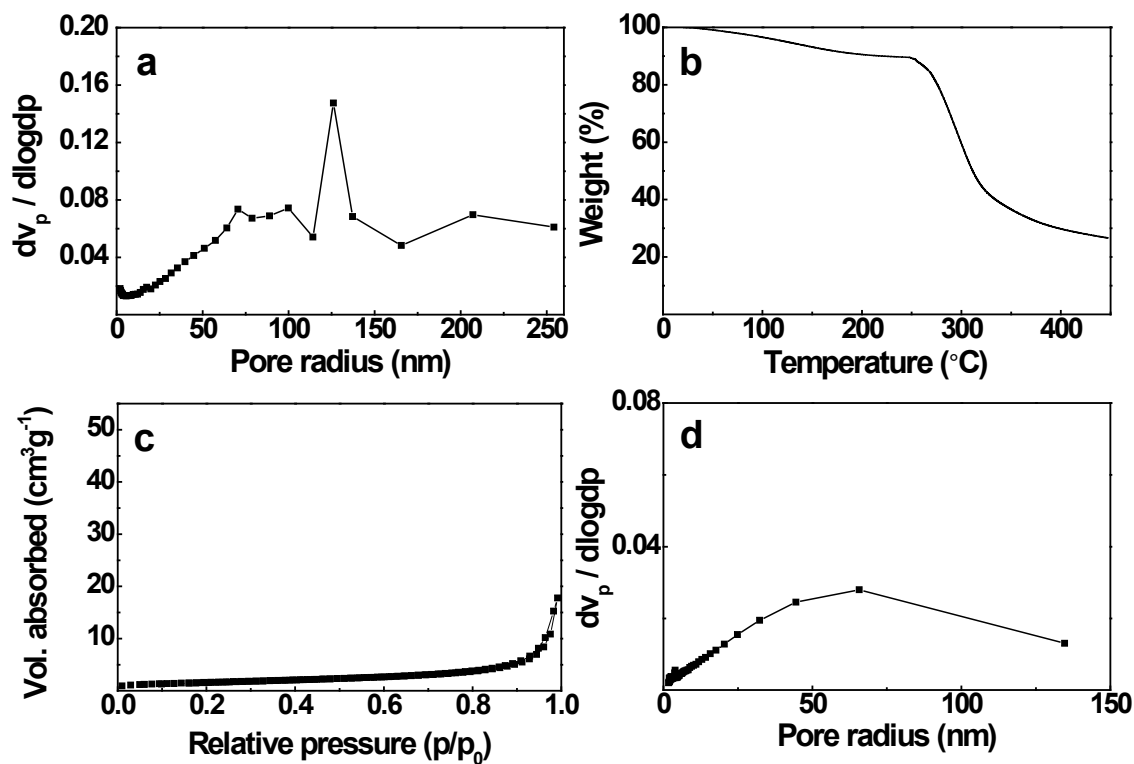 a
dv_p / dlogdp
0.20
0.16
0.12
0.08
0.04
0 50 100 150 200 250
Pore radius (nm)
b
Weight (%)
100
80
60
40
20
0 100 200 300 400
Temperature (°C)
c
Vol. absorbed (cm³g⁻¹)
50
40
30
20
10
0.0 0.2 0.4 0.6 0.8 1.0
Relative pressure (p/p₀)
d
dv_p / dlogdp
0.08
0.04
0 50 100 150
Pore radius (nm)